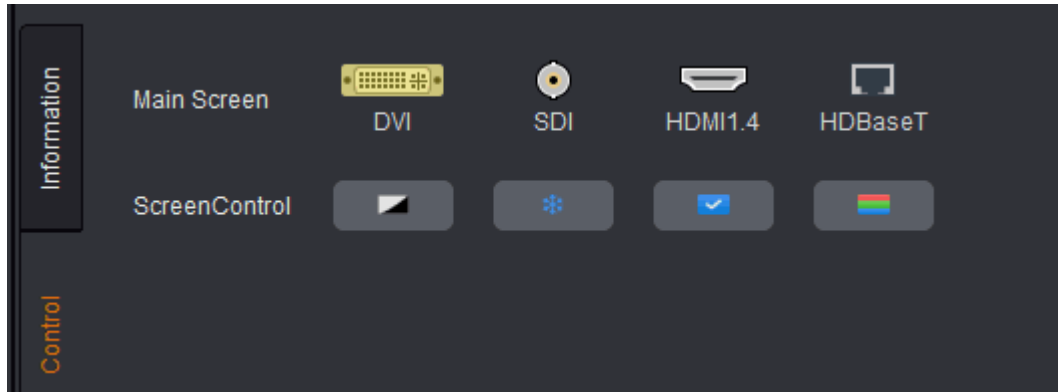 Information
Main Screen
DVI
SDI
HDMI1.4
HDBaseT
ScreenControl
Control